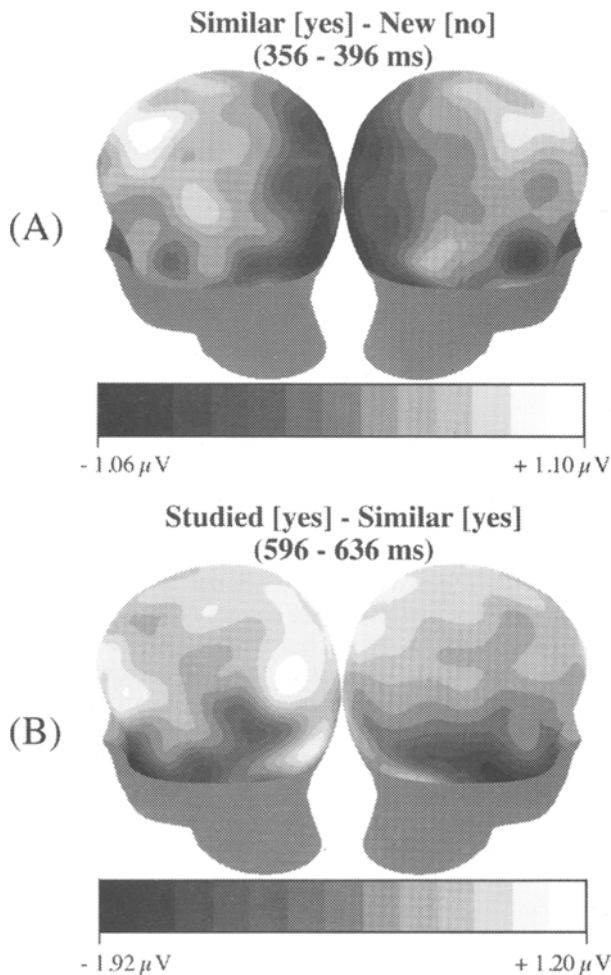 Similar [yes] - New [no]
(356 - 396 ms)
(A)
- 1.06 μV
+ 1.10 μV
Studied [yes] - Similar [yes]
(596 - 636 ms)
(B)
- 1.92 μV
+ 1.20 μV